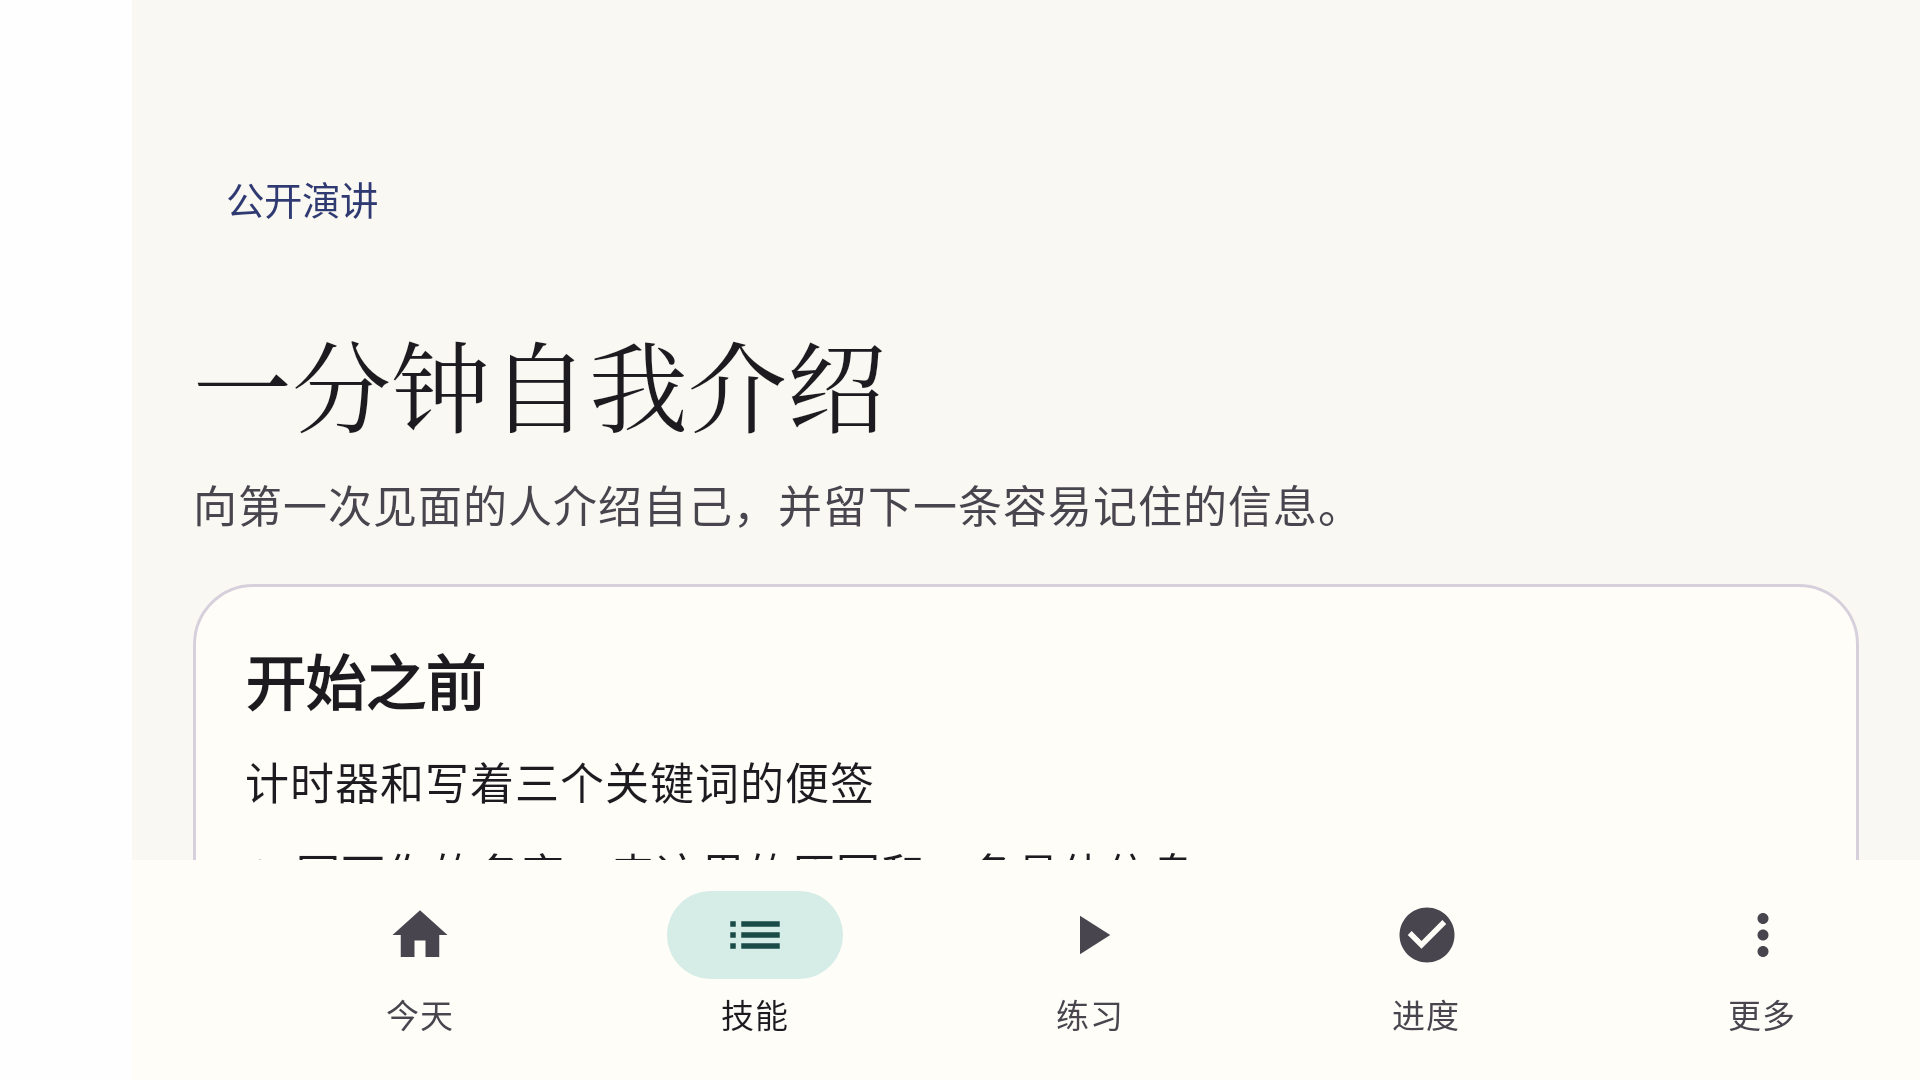 公开演讲
一分钟自我介绍
向第一次见面的人介绍自己，并留下一条容易记住的信息。
开始之前
计时器和写着三个关键词的便签
今天
技能
练习
进度
更多